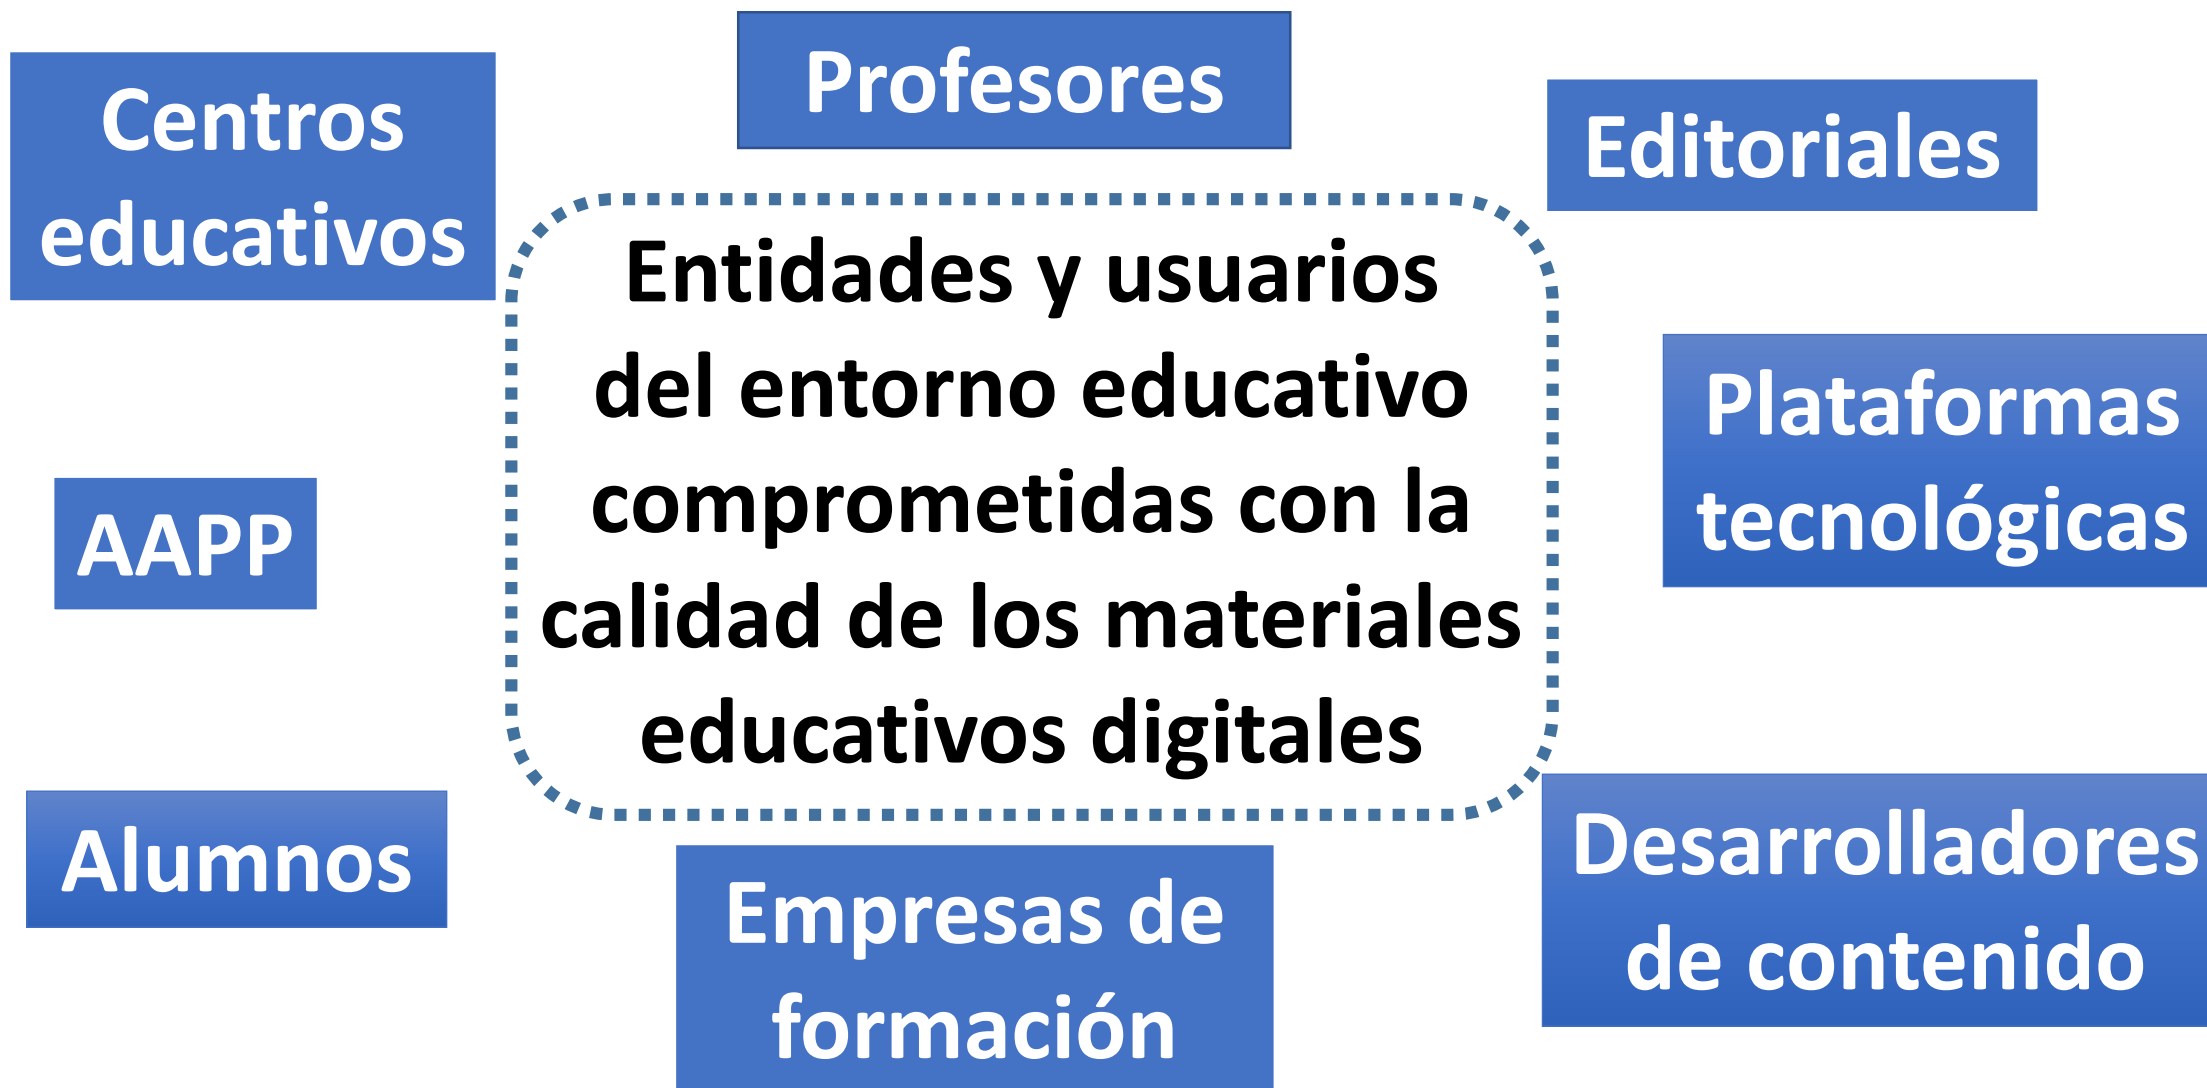 Profesores
Centros
educativos
Editoriales
Entidades y usuarios
del entorno educativo
comprometidas con la
calidad de los materiales
educativos digitales
Plataformas
tecnológicas
AAPP
Alumnos
Empresas de
formación
Desarrolladores
de contenido